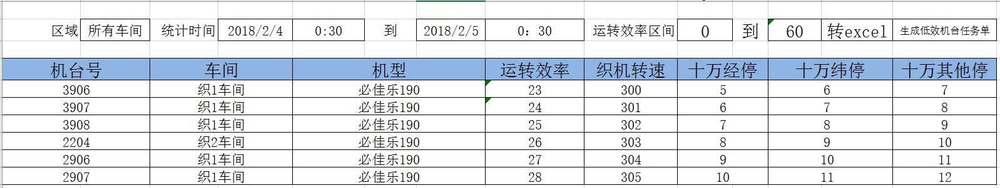 区域 所有车间 统计时间 2018/2/4 0:30 到 2018/2/5 0：30 运转效率区间 0 到 60 转excel 生成低效机台任务单
机台号 车间 机型 运转效率 织机转速 十万经停 十万纬停 十万其他停
3906 织1车间 必佳乐190 23 300 5 6 7
3907 织1车间 必佳乐190 24 301 6 7 8
3908 织1车间 必佳乐190 25 302 7 8 9
2204 织2车间 必佳乐190 26 303 8 9 10
2906 织1车间 必佳乐190 27 304 9 10 11
2907 织1车间 必佳乐190 28 305 10 11 12